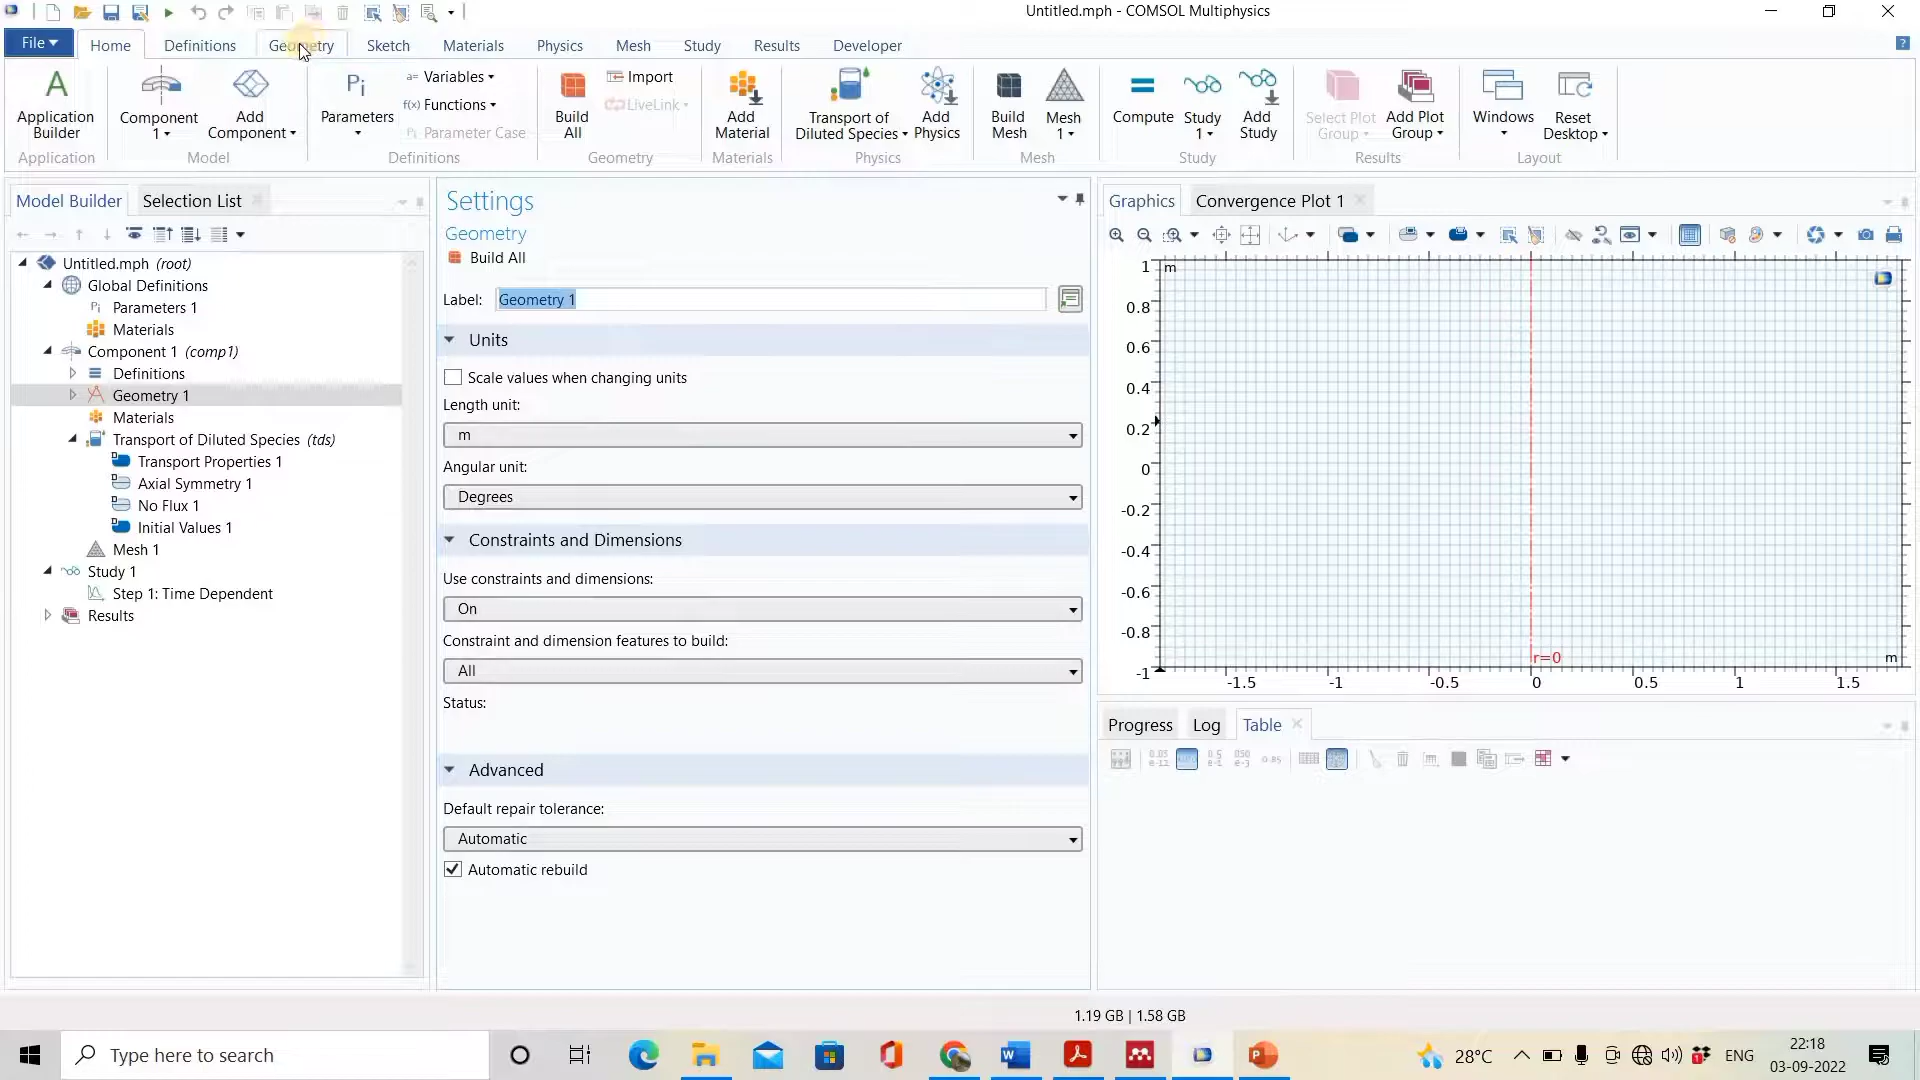 Untitled.mph - COMSOL Multiphysics
File Home Definitions Geometry Sketch Materials Physics Mesh Study Results Developer
Application Builder
Application
Component 1
Add Component
Model
Parameters
a= Variables
f(x) Functions
Pi Parameter Case
Definitions
Build All
Import
LiveLink
Geometry
Add Material
Materials
Transport of Diluted Species
Add Physics
Physics
Build Mesh
Mesh 1
Mesh
Compute
Study 1
Add Study
Study
Select Plot Group
Add Plot Group
Results
Windows
Reset Desktop
Layout
Model Builder
Selection List
Untitled.mph (root)
Global Definitions
Pi Parameters 1
Materials
Component 1 (comp1)
Definitions
Geometry 1
Materials
Transport of Diluted Species (tds)
Transport Properties 1
Axial Symmetry 1
No Flux 1
Initial Values 1
Mesh 1
Study 1
Step 1: Time Dependent
Results
Settings
Geometry
Build All
Label: Geometry 1
Units
Scale values when changing units
Length unit:
m
Angular unit:
Degrees
Constraints and Dimensions
Use constraints and dimensions:
On
Constraint and dimension features to build:
All
Status:
Advanced
Default repair tolerance:
Automatic
Automatic rebuild
Graphics
Convergence Plot 1
1
m
0.8
0.6
0.4
0.2
0
-0.2
-0.4
-0.6
-0.8
-1
r=0
m
-1.5 -1 -0.5 0 0.5 1 1.5
Progress Log Table
1.19 GB | 1.58 GB
Type here to search
28°C
ENG
22:18
03-09-2022